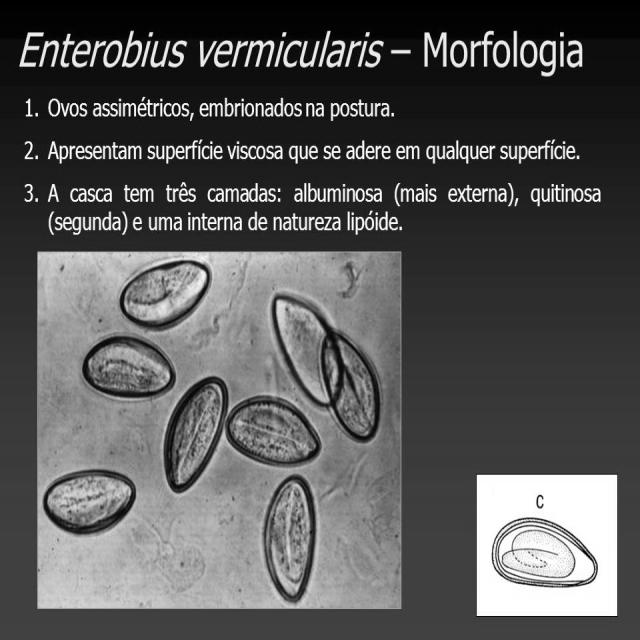 Enterobius vermicularis – Morfologia
1. Ovos assimétricos, embrionados na postura.
2. Apresentam superfície viscosa que se adere em qualquer superfície.
3. A casca tem três camadas: albuminosa (mais externa), quitinosa
(segunda) e uma interna de natureza lipóide.
C